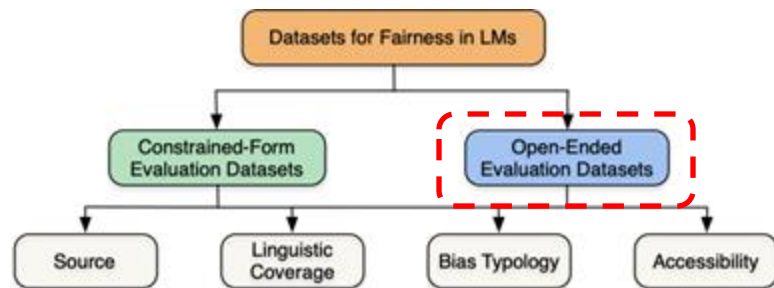 Datasets for Fairness in LMs
Constrained-Form
Evaluation Datasets
Open-Ended
Evaluation Datasets
Source
Linguistic
Coverage
Bias Typology
Accessibility